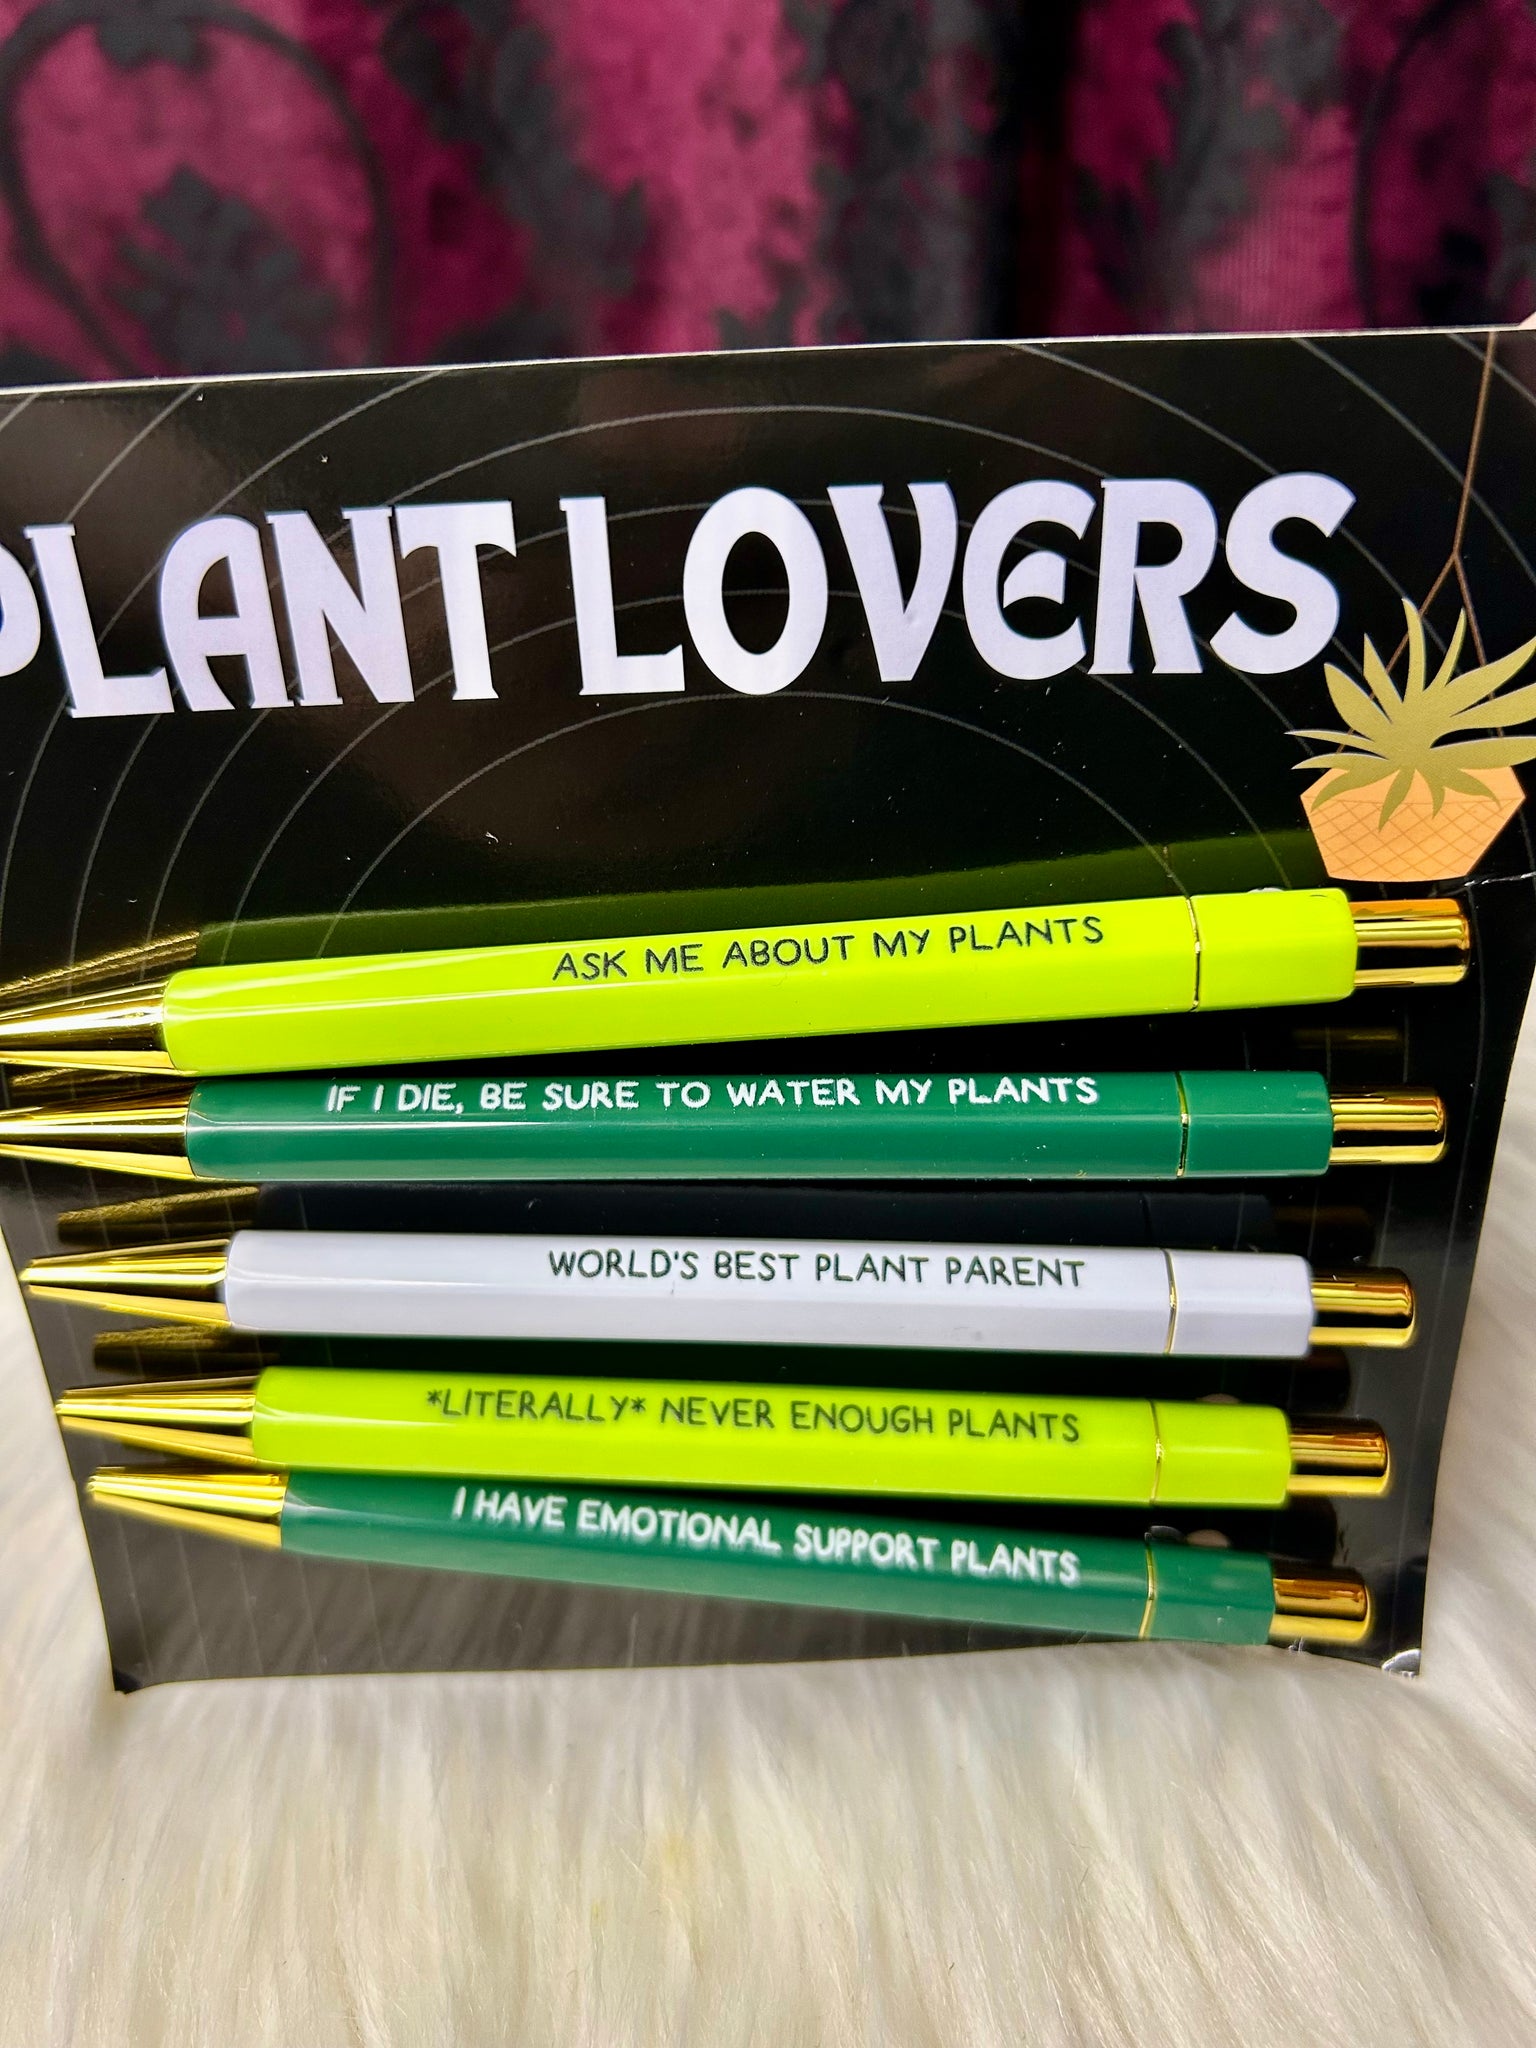 PLANT LOVERS
ASK ME ABOUT MY PLANTS
IF I DIE, BE SURE TO WATER MY PLANTS
WORLD'S BEST PLANT PARENT
*LITERALLY* NEVER ENOUGH PLANTS
I HAVE EMOTIONAL SUPPORT PLANTS